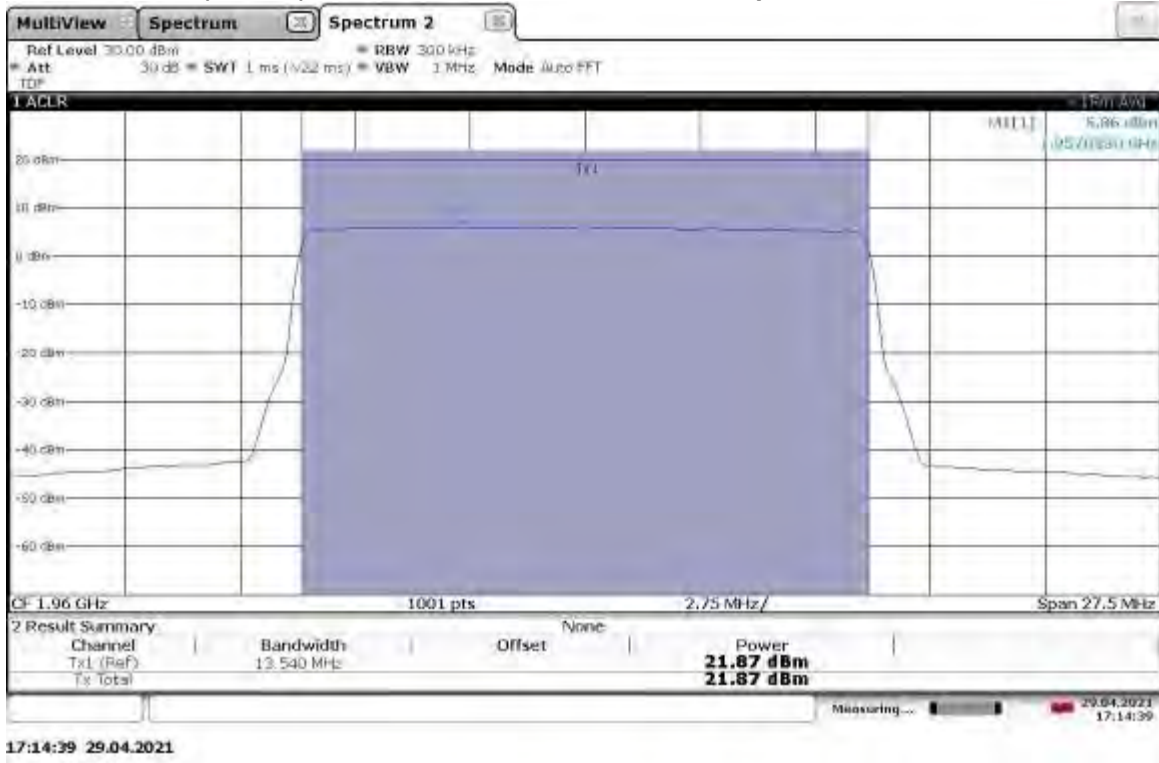 MultiView Spectrum Spectrum 2
Ref Level 30.00 dBm RBW 300 kHz
Att 30 dB SWT 1 ms VBW 1 MHz Mode Auto FFT
TDF
1 ACLR 1Rm Avg
M1[1] 5.86 dBm
GHz
20 dBm
Tx1
10 dBm
0 dBm
-10 dBm
-20 dBm
-30 dBm
-40 dBm
-50 dBm
-60 dBm
CF 1.96 GHz 1001 pts 2.75 MHz/ Span 27.5 MHz
2 Result Summary None
Channel Bandwidth Offset Power
Tx1 (Ref) 13.540 MHz 21.87 dBm
Tx Total 21.87 dBm
Measuring... 29.04.2021
17:14:39
17:14:39 29.04.2021